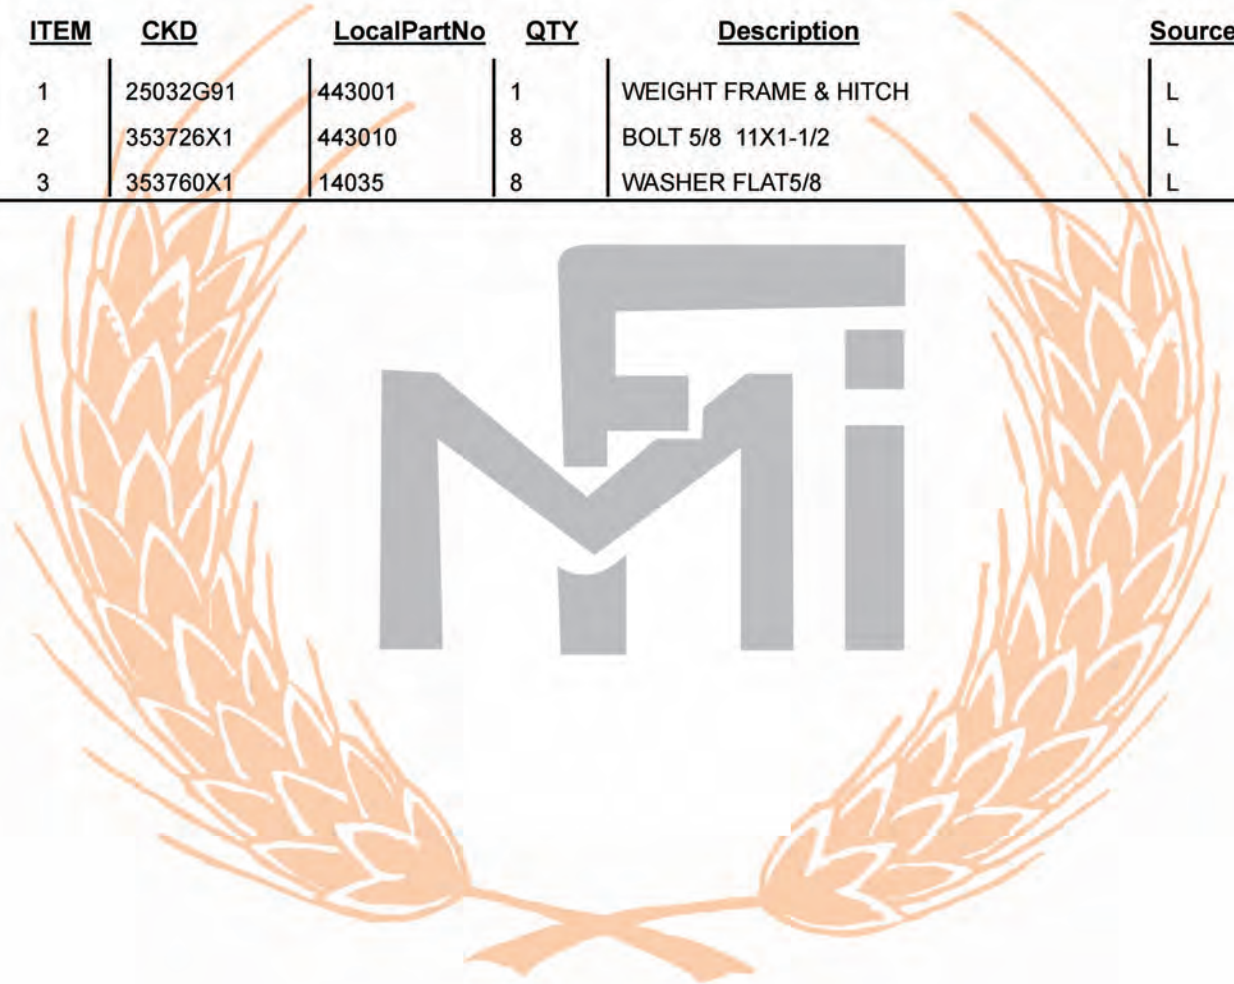 ITEM CKD LocalPartNo QTY Description Source
1 25032G91 443001 1 WEIGHT FRAME & HITCH L
2 353726X1 443010 8 BOLT 5/8 11X1-1/2 L
3 353760X1 14035 8 WASHER FLAT5/8 L
MFi